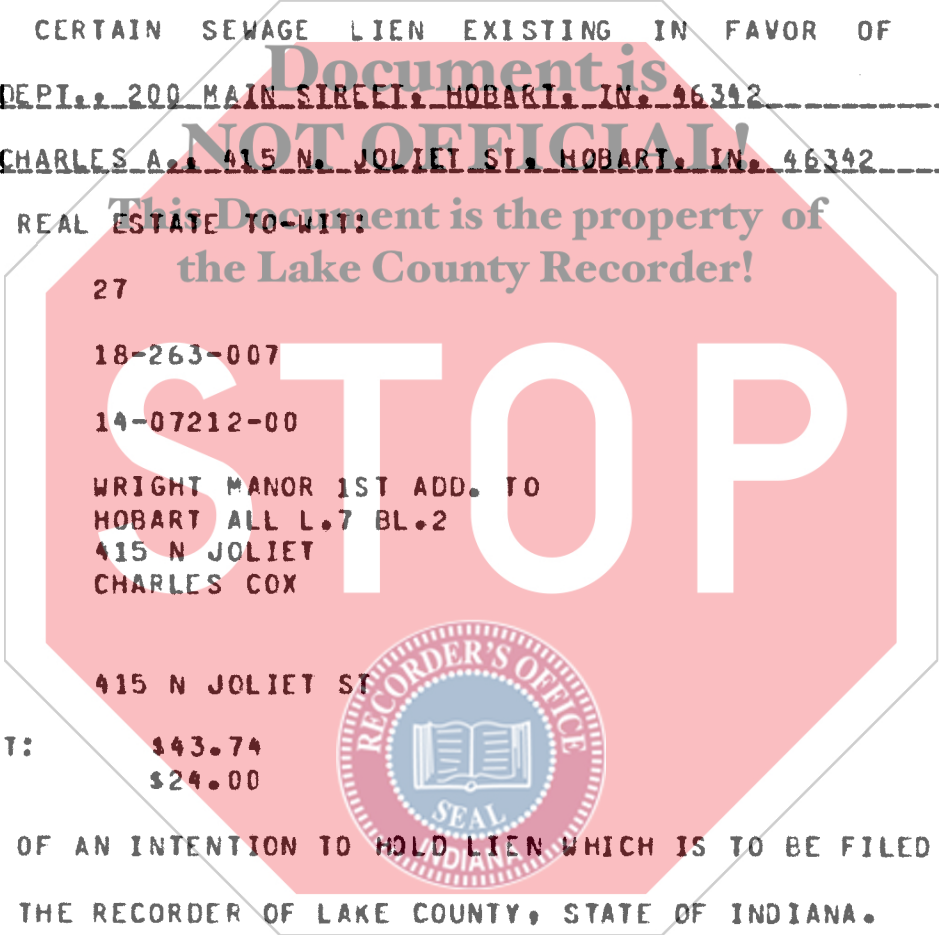 CERTAIN SEWAGE LIEN EXISTING IN FAVOR OF
Document is
DEPT., 200 MAIN STREET, HOBART, IN. 46342
NOT OFFICIAL!
CHARLES A., 415 N. JOLIET ST. HOBART, IN. 46342
This Document is the property of
REAL ESTATE TO-WIT:
the Lake County Recorder!
27
18-263-007
STOP
14-07212-00
WRIGHT MANOR 1ST ADD. TO
HOBART ALL L.7 BL.2
415 N JOLIET
CHARLES COX
415 N JOLIET ST
RECORDER'S OFFICE
T: $43.74
$24.00
SEAL
INDIANA
OF AN INTENTION TO HOLD LIEN WHICH IS TO BE FILED
THE RECORDER OF LAKE COUNTY, STATE OF INDIANA.